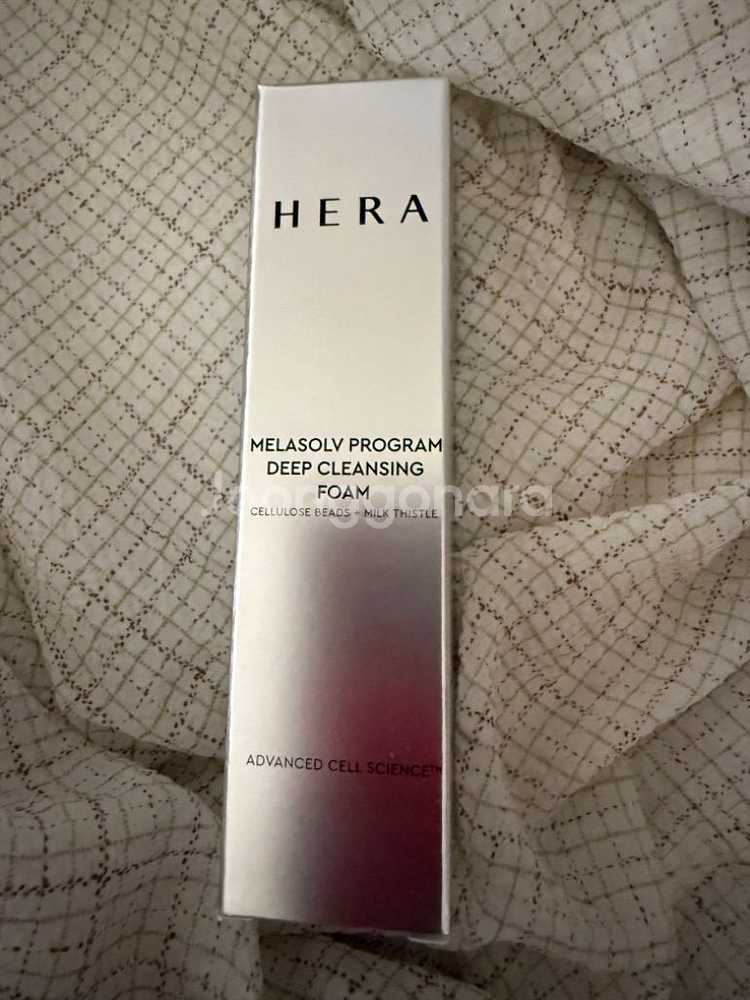 HERA
MELASOLV PROGRAM
DEEP CLEANSING
FOAM
Joonggonara
CELLULOSE BEADS + MILK THISTLE
ADVANCED CELL SCIENCE™